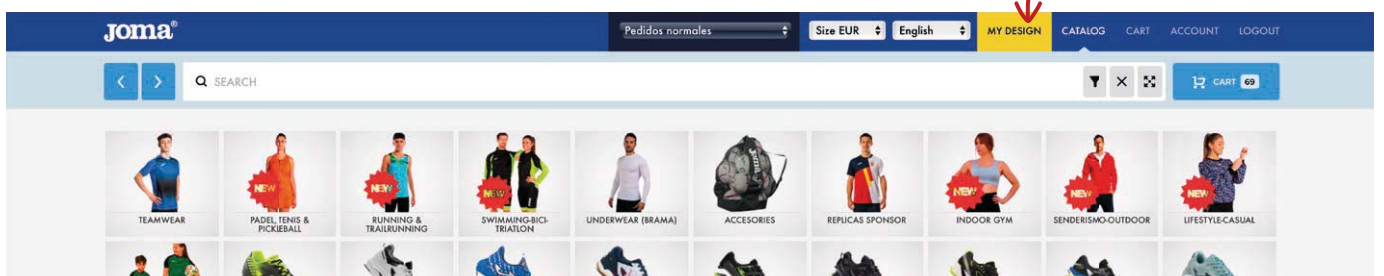 Joma®
Pedidos normales
Size EUR
English
MY DESIGN
CATALOG
CART
ACCOUNT
LOGOUT
SEARCH
CART 69
NEW
NEW
NEW
NEW
NEW
NEW
TEAMWEAR
PADEL, TENIS &
PICKLEBALL
RUNNING &
TRAILRUNNING
SWIMMING-BICI-
TRIATLON
UNDERWEAR (BRAMA)
ACCESORIES
REPLICAS SPONSOR
INDOOR GYM
SENDERISMO-OUTDOOR
LIFESTYLE-CASUAL